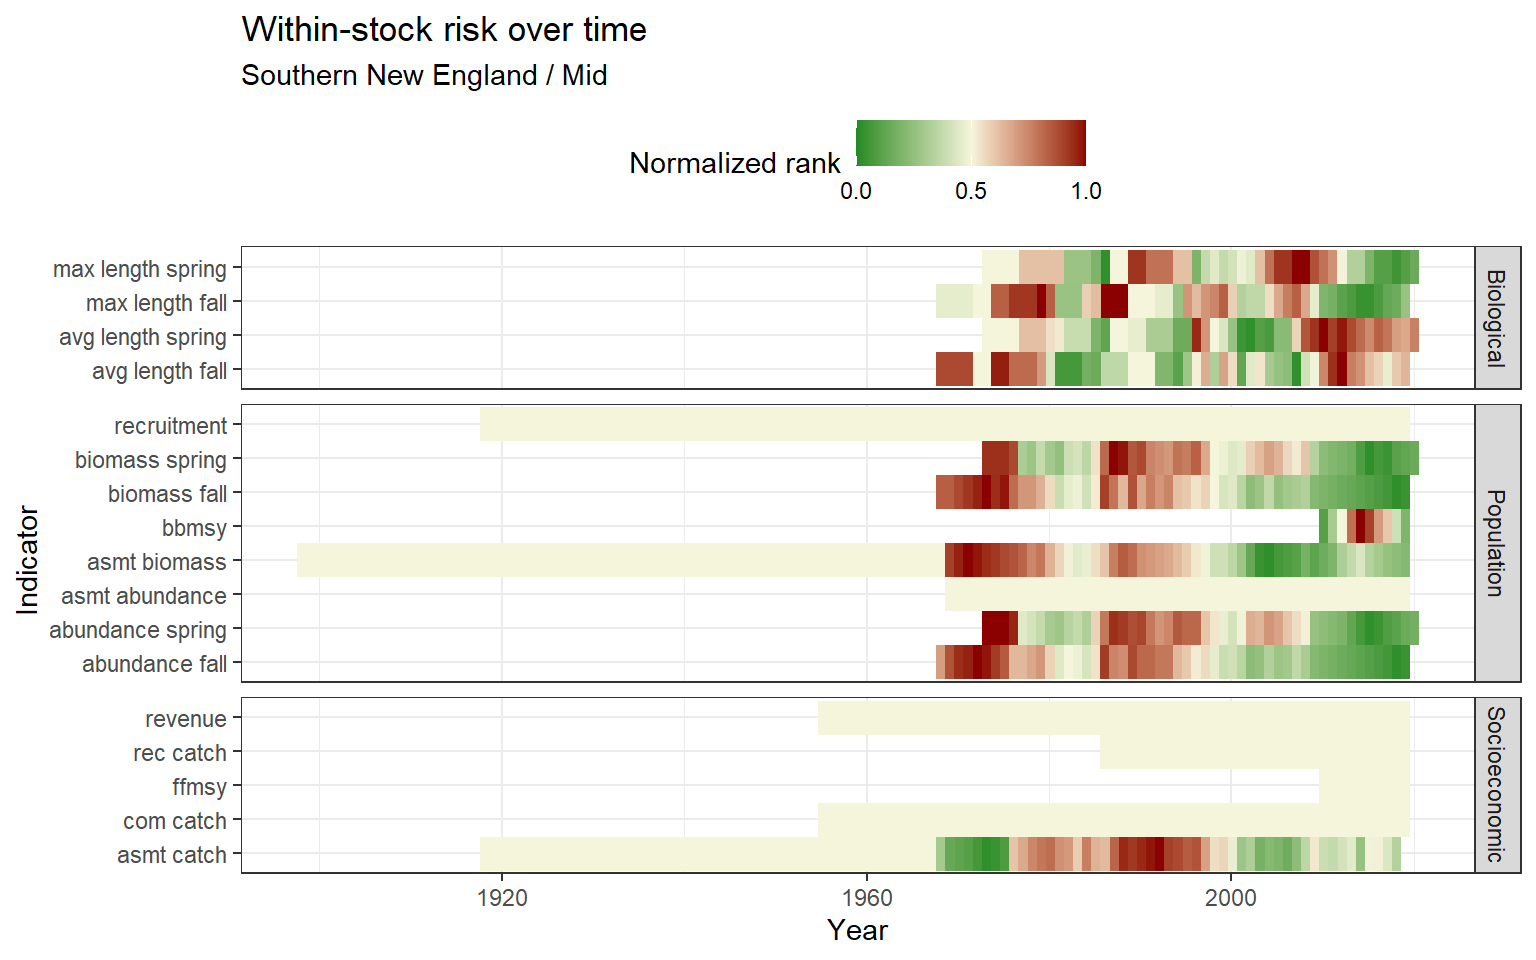 Within-stock risk over time
Southern New England / Mid
Normalized rank
0.0 0.5 1.0
max length spring
max length fall
avg length spring
avg length fall
Biological
recruitment
biomass spring
biomass fall
bbmsy
asmt biomass
asmt abundance
abundance spring
abundance fall
Population
revenue
rec catch
ffmsy
com catch
asmt catch
Socioeconomic
Indicator
1920 1960 2000
Year